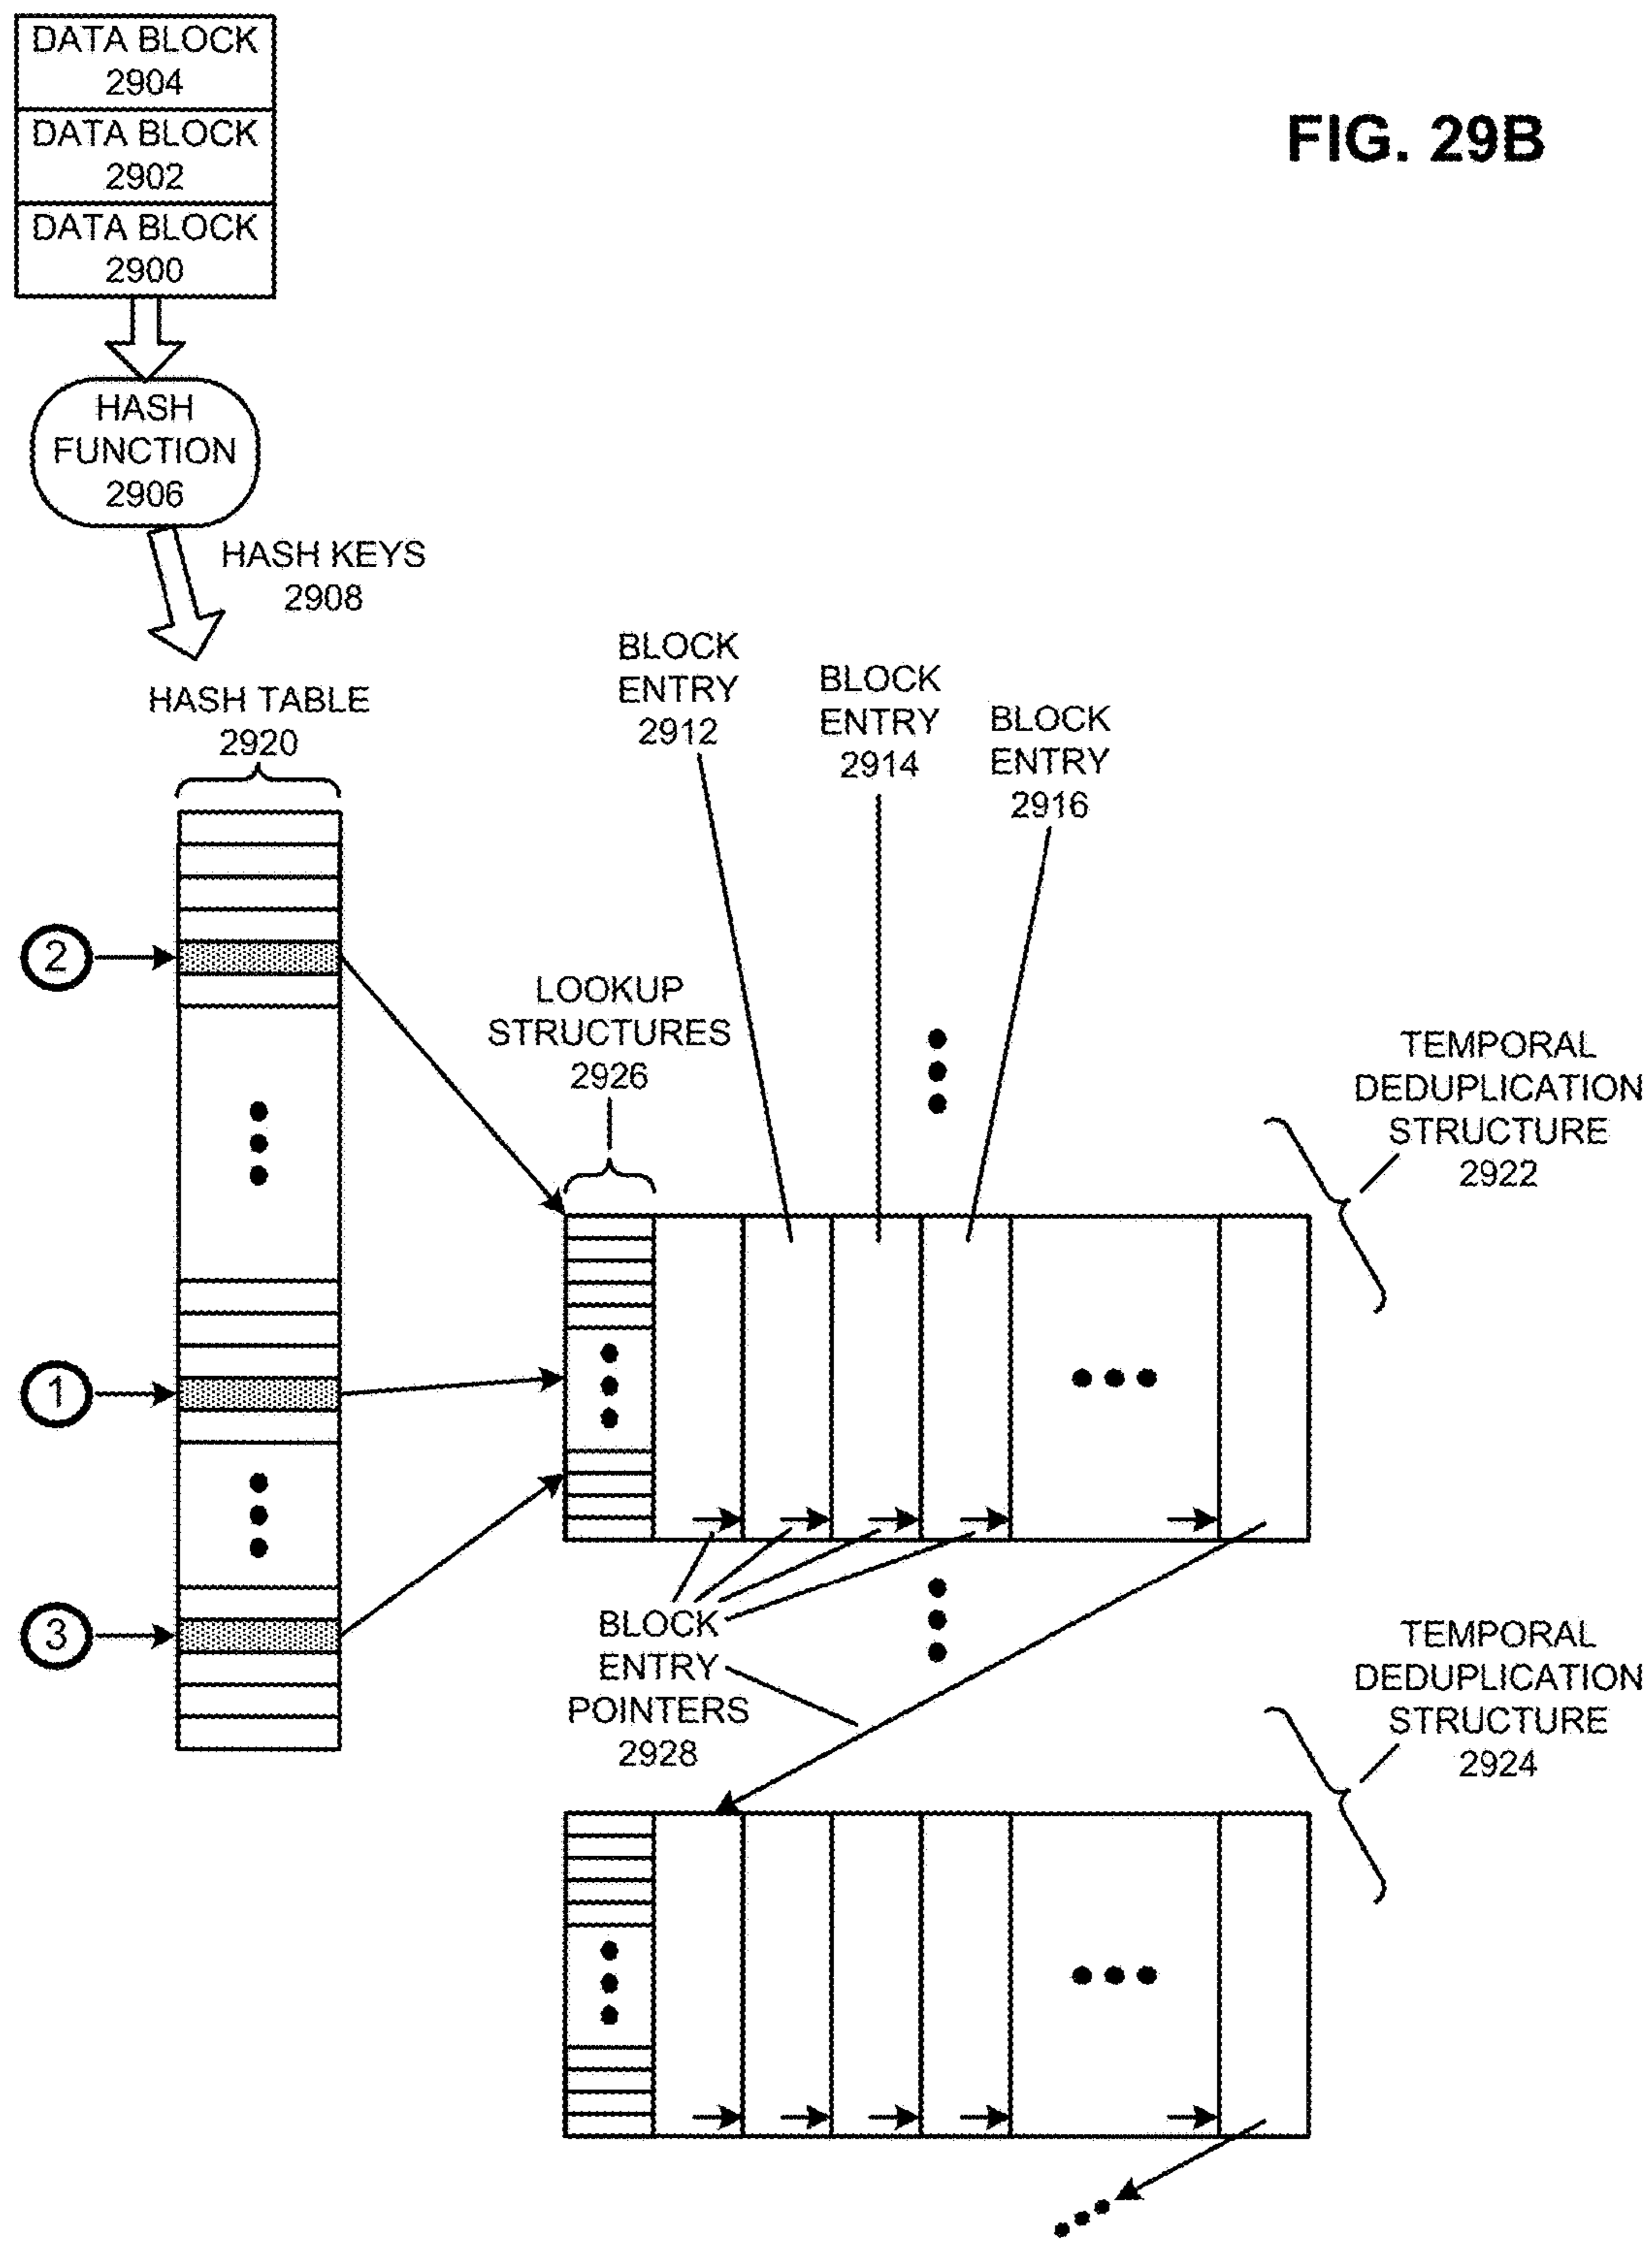 DATA BLOCK
2904
DATA BLOCK
2902
DATA BLOCK
2900
FIG. 29B
HASH
FUNCTION
2906
HASH KEYS
2908
HASH TABLE
2920
BLOCK
ENTRY
2912
BLOCK
ENTRY
2914
BLOCK
ENTRY
2916
2
LOOKUP
STRUCTURES
2926
TEMPORAL
DEDUPLICATION
STRUCTURE
2922
1
3
BLOCK
ENTRY
POINTERS
2928
TEMPORAL
DEDUPLICATION
STRUCTURE
2924